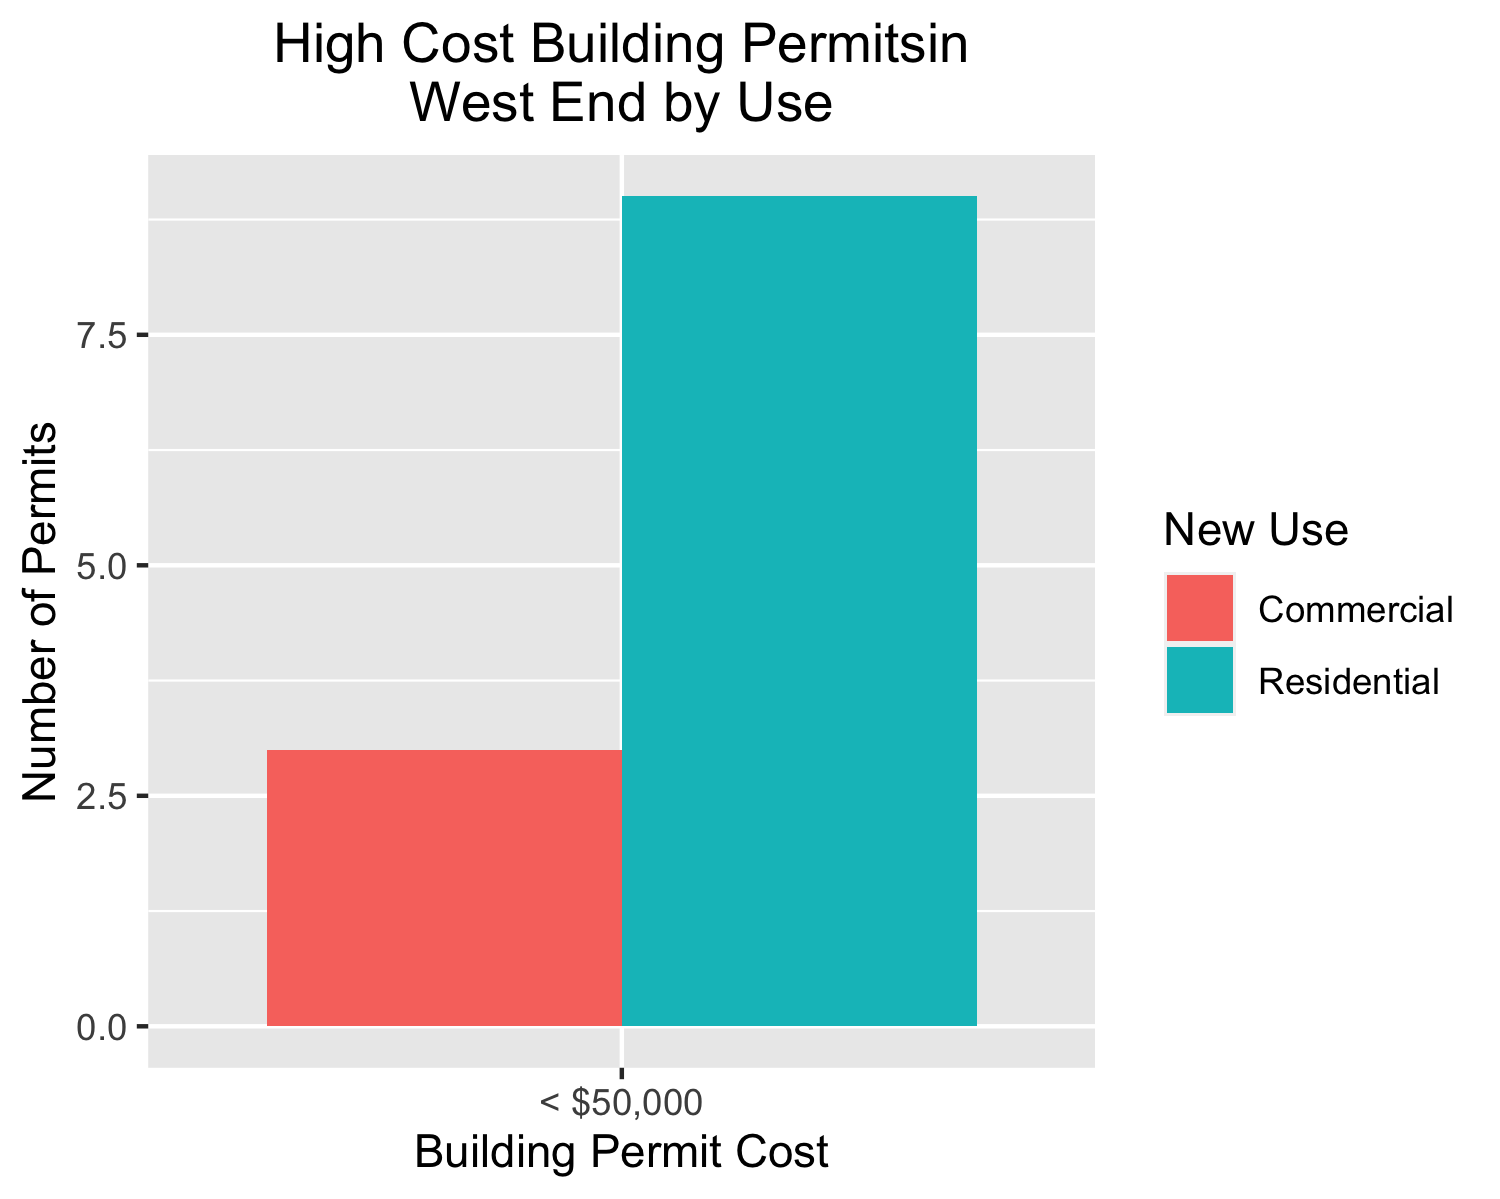 High Cost Building Permitsin
West End by Use
Number of Permits
7.5
5.0
2.5
0.0
< $50,000
Building Permit Cost
New Use
Commercial
Residential